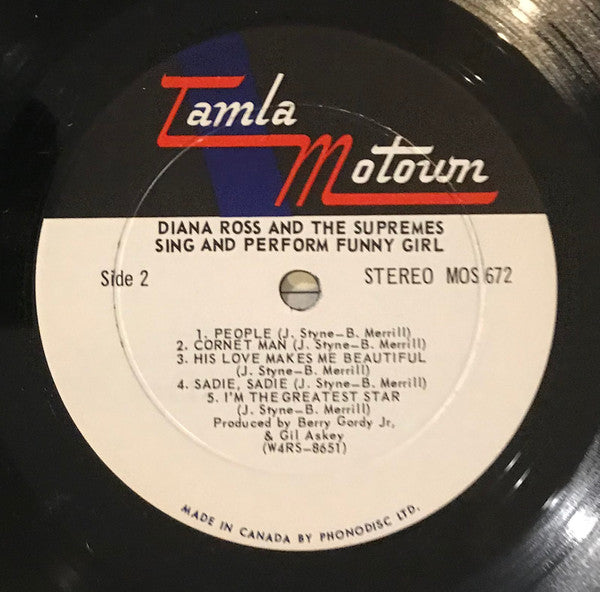 Tamla
Motown
DIANA ROSS AND THE SUPREMES
SING AND PERFORM FUNNY GIRL
Side 2
STEREO MOS 672
1. PEOPLE (J. Styne—B. Merrill)
2. CORNET MAN (J. Styne—B. Merrill)
3. HIS LOVE MAKES ME BEAUTIFUL
(J. Styne—B. Merrill)
4. SADIE, SADIE (J. Styne—B. Merrill)
5. I'M THE GREATEST STAR
(J. Styne—B. Merrill)
Produced by Berry Gordy Jr,
& Gil Askey
(W4RS—8651)
MADE IN CANADA BY PHONODISC LTD.